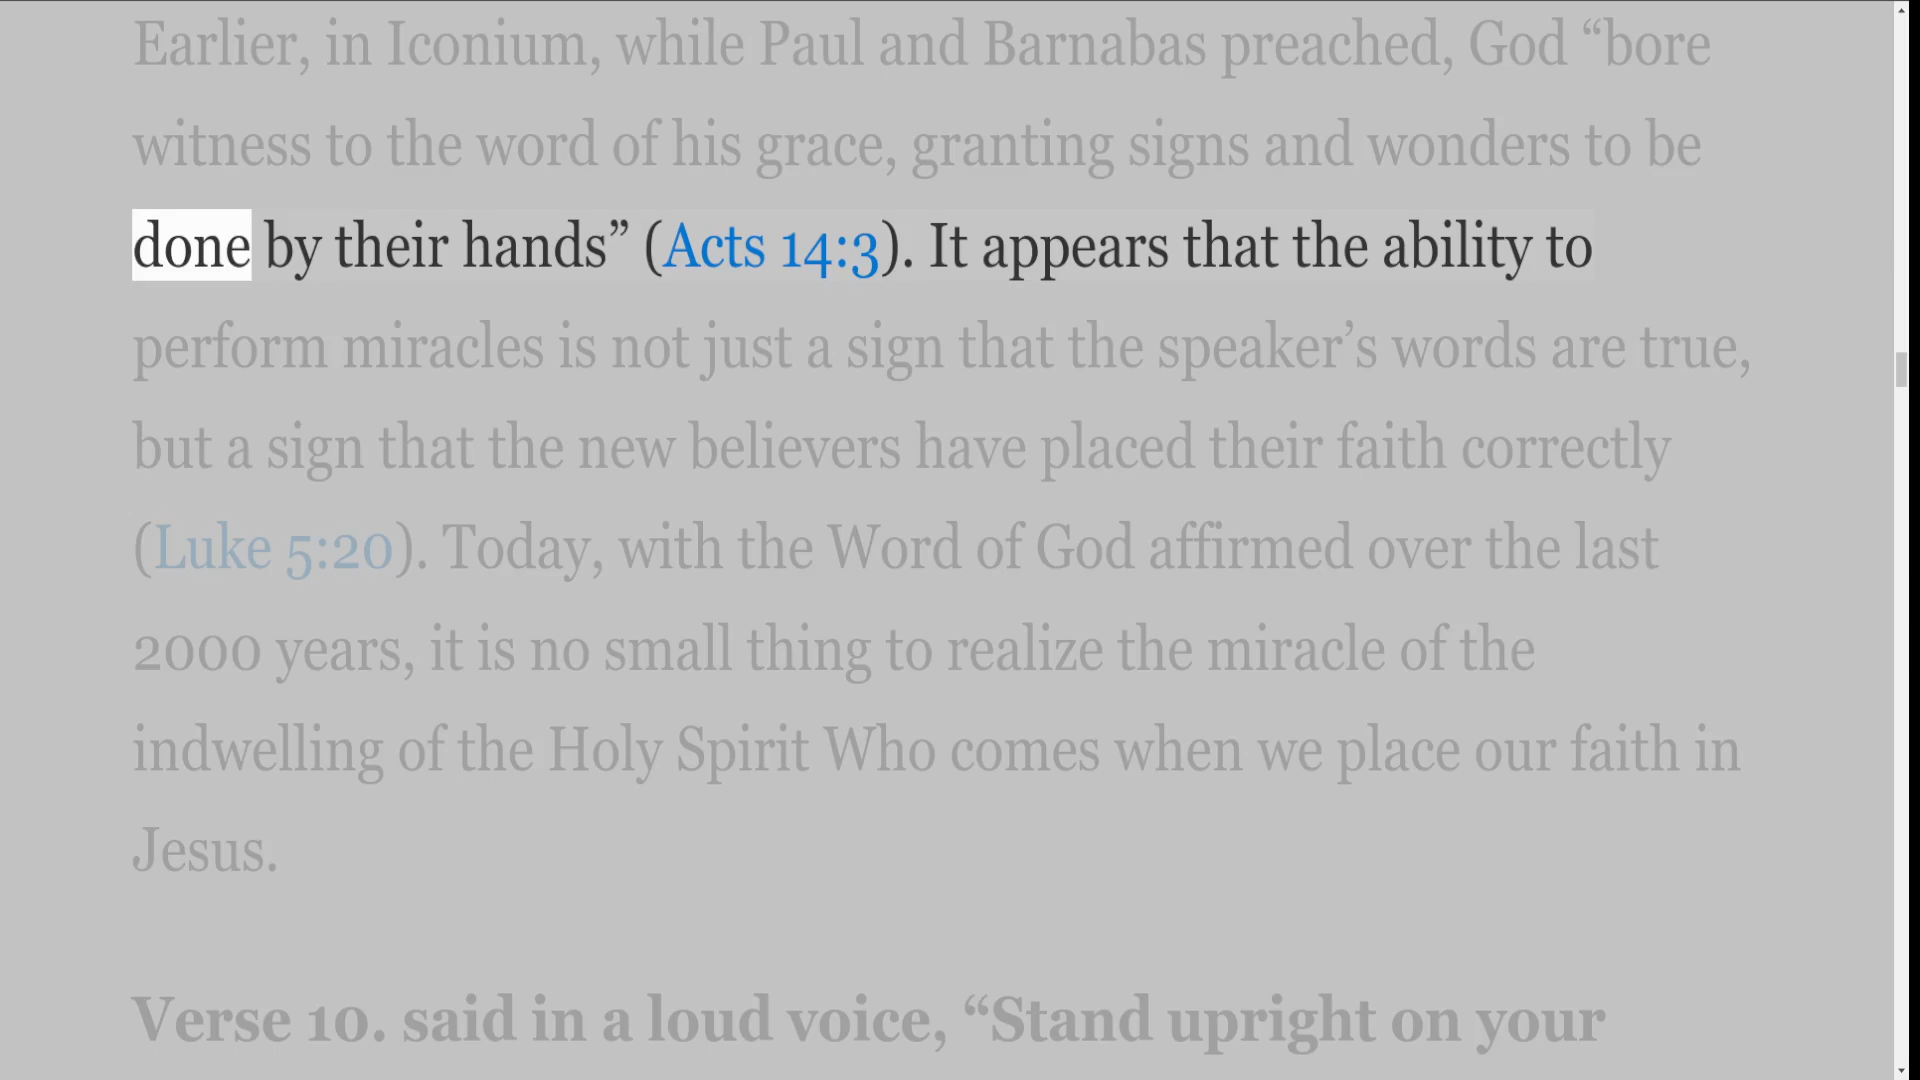 Earlier, in Iconium, while Paul and Barnabas preached, God “bore
witness to the word of his grace, granting signs and wonders to be
done by their hands” (Acts 14:3). It appears that the ability to
perform miracles is not just a sign that the speaker’s words are true,
but a sign that the new believers have placed their faith correctly
(Luke 5:20). Today, with the Word of God affirmed over the last
2000 years, it is no small thing to realize the miracle of the
indwelling of the Holy Spirit Who comes when we place our faith in
Jesus.
Verse 10. said in a loud voice, “Stand upright on your